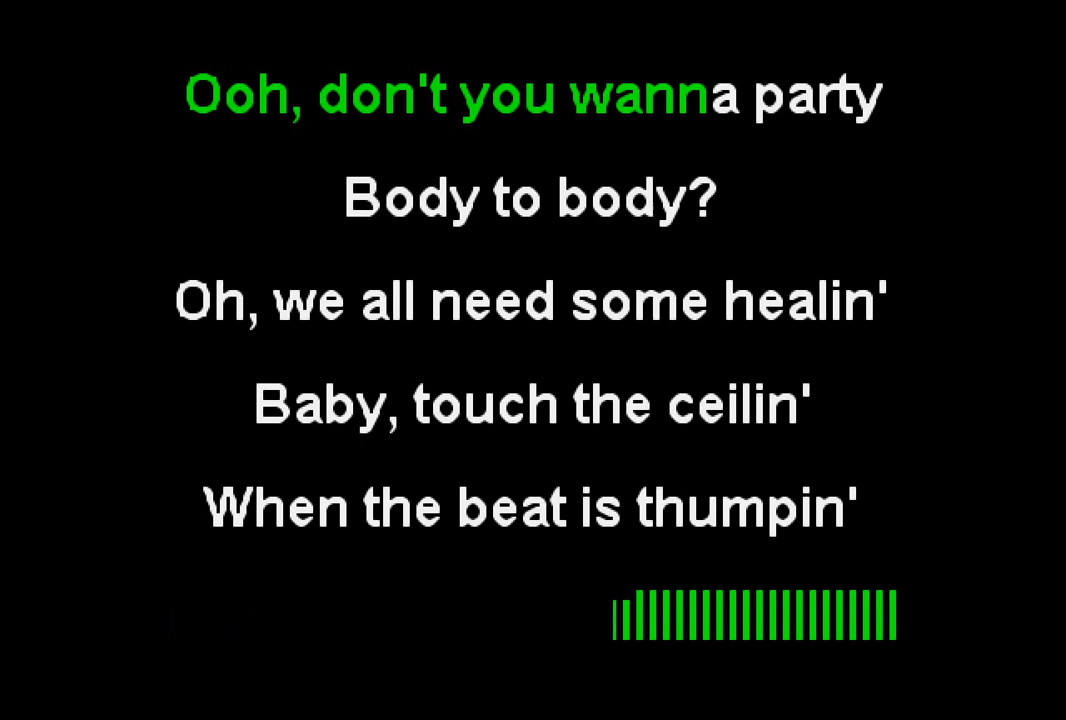 Ooh, don't you wanna party
Body to body?
Oh, we all need some healin'
Baby, touch the ceilin'
When the beat is thumpin'